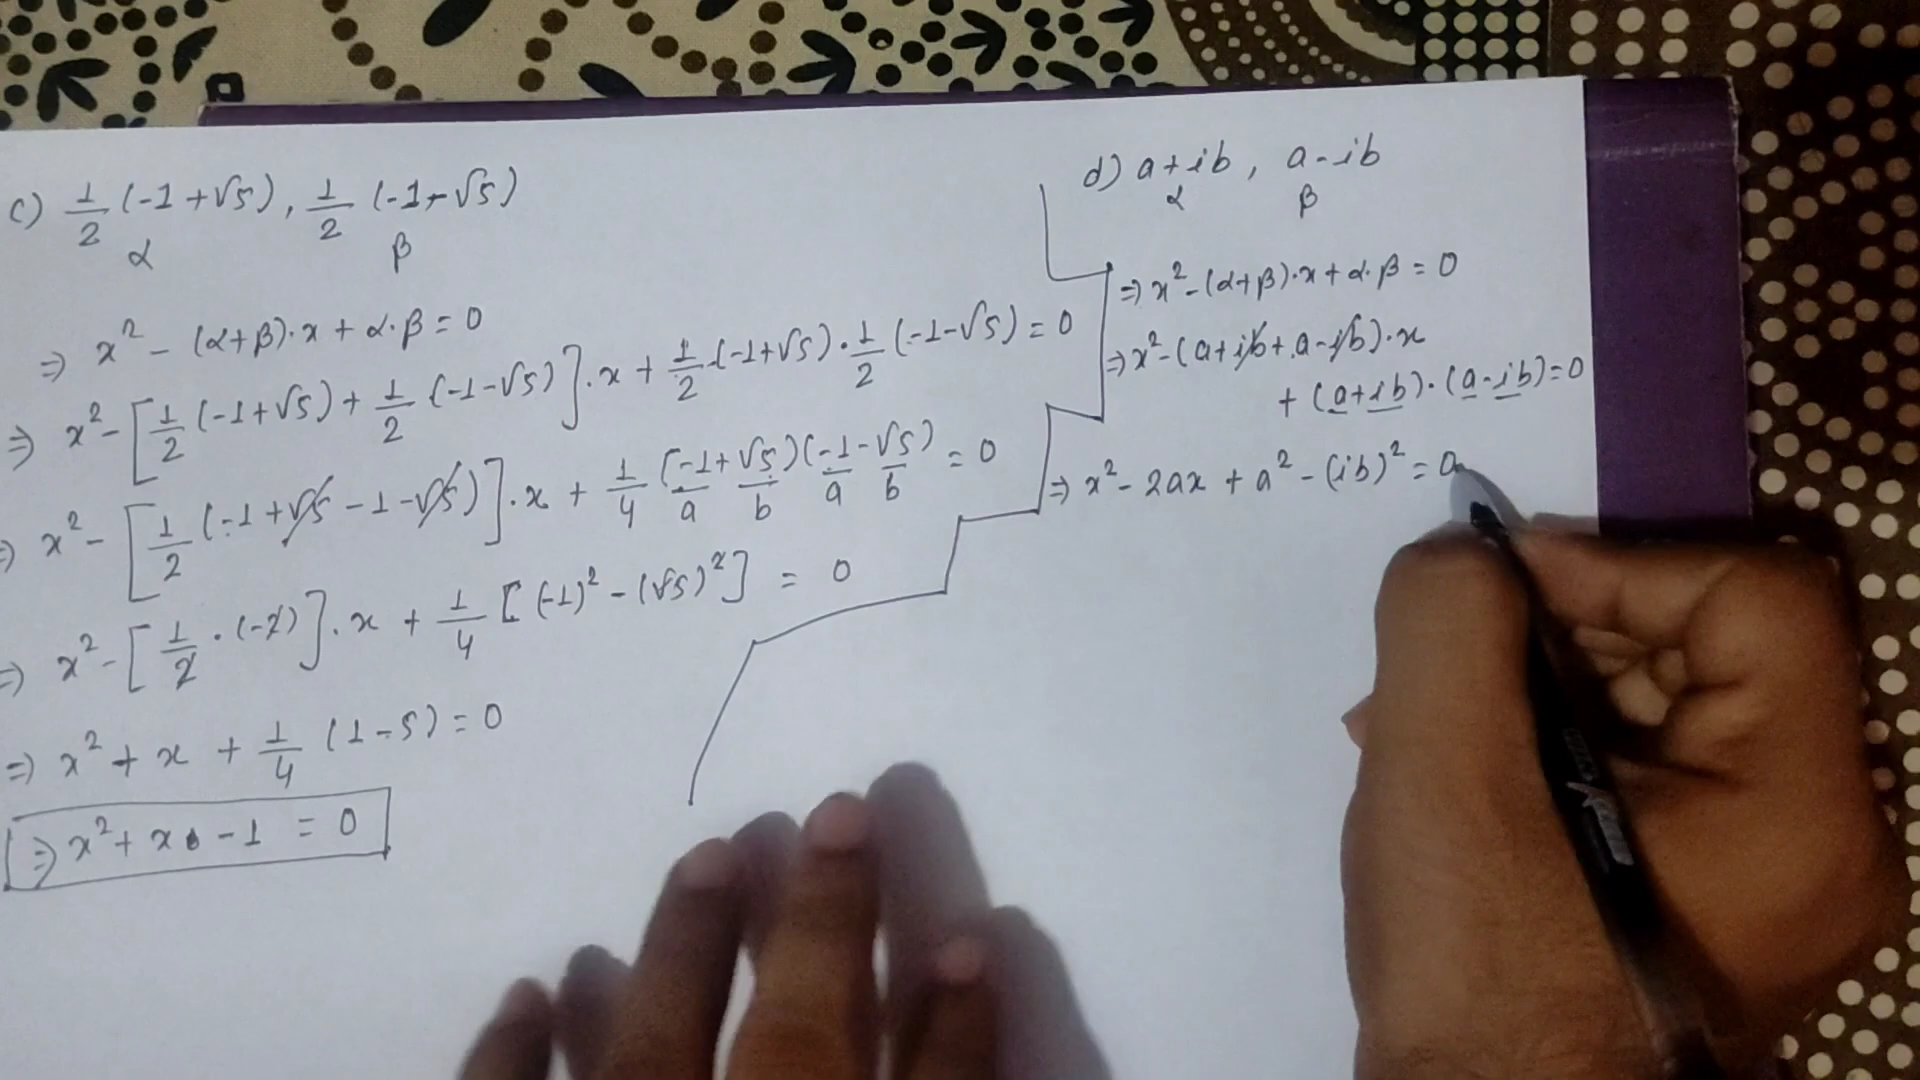 c) 1/2 (-1+√5), 1/2 (-1-√5)
α β
⇒ x² - (α+β)·x + α·β = 0
⇒ x² - [1/2 (-1+√5) + 1/2 (-1-√5)]·x + 1/2 (-1+√5)·1/2 (-1-√5) = 0
⇒ x² - [1/2 (-1+√5-1-√5)]·x + 1/4 (-1+√5)(-1-√5) = 0
a b a b
⇒ x² - [1/2·(-2)]·x + 1/4 [(-1)² - (√5)²] = 0
⇒ x² + x + 1/4 (1-5) = 0
⇒ x² + x - 1 = 0
d) a+ib, a-ib
α β
⇒ x² - (α+β)·x + α·β = 0
⇒ x² - (a+ib+a-ib)·x
+ (a+ib)·(a-ib) = 0
⇒ x² - 2ax + a² - (ib)² = 0